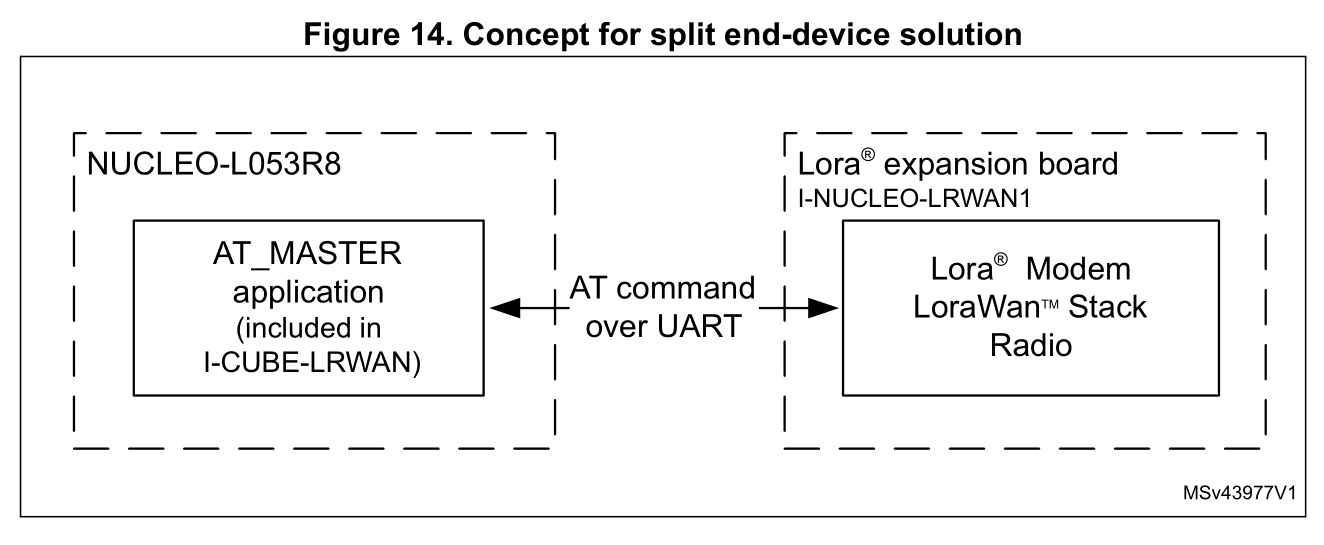 Figure 14. Concept for split end-device solution
NUCLEO-L053R8
AT_MASTER
application
(included in
I-CUBE-LRWAN)
AT command
over UART
Lora® expansion board
I-NUCLEO-LRWAN1
Lora® Modem
LoraWan™ Stack
Radio
MSv43977V1